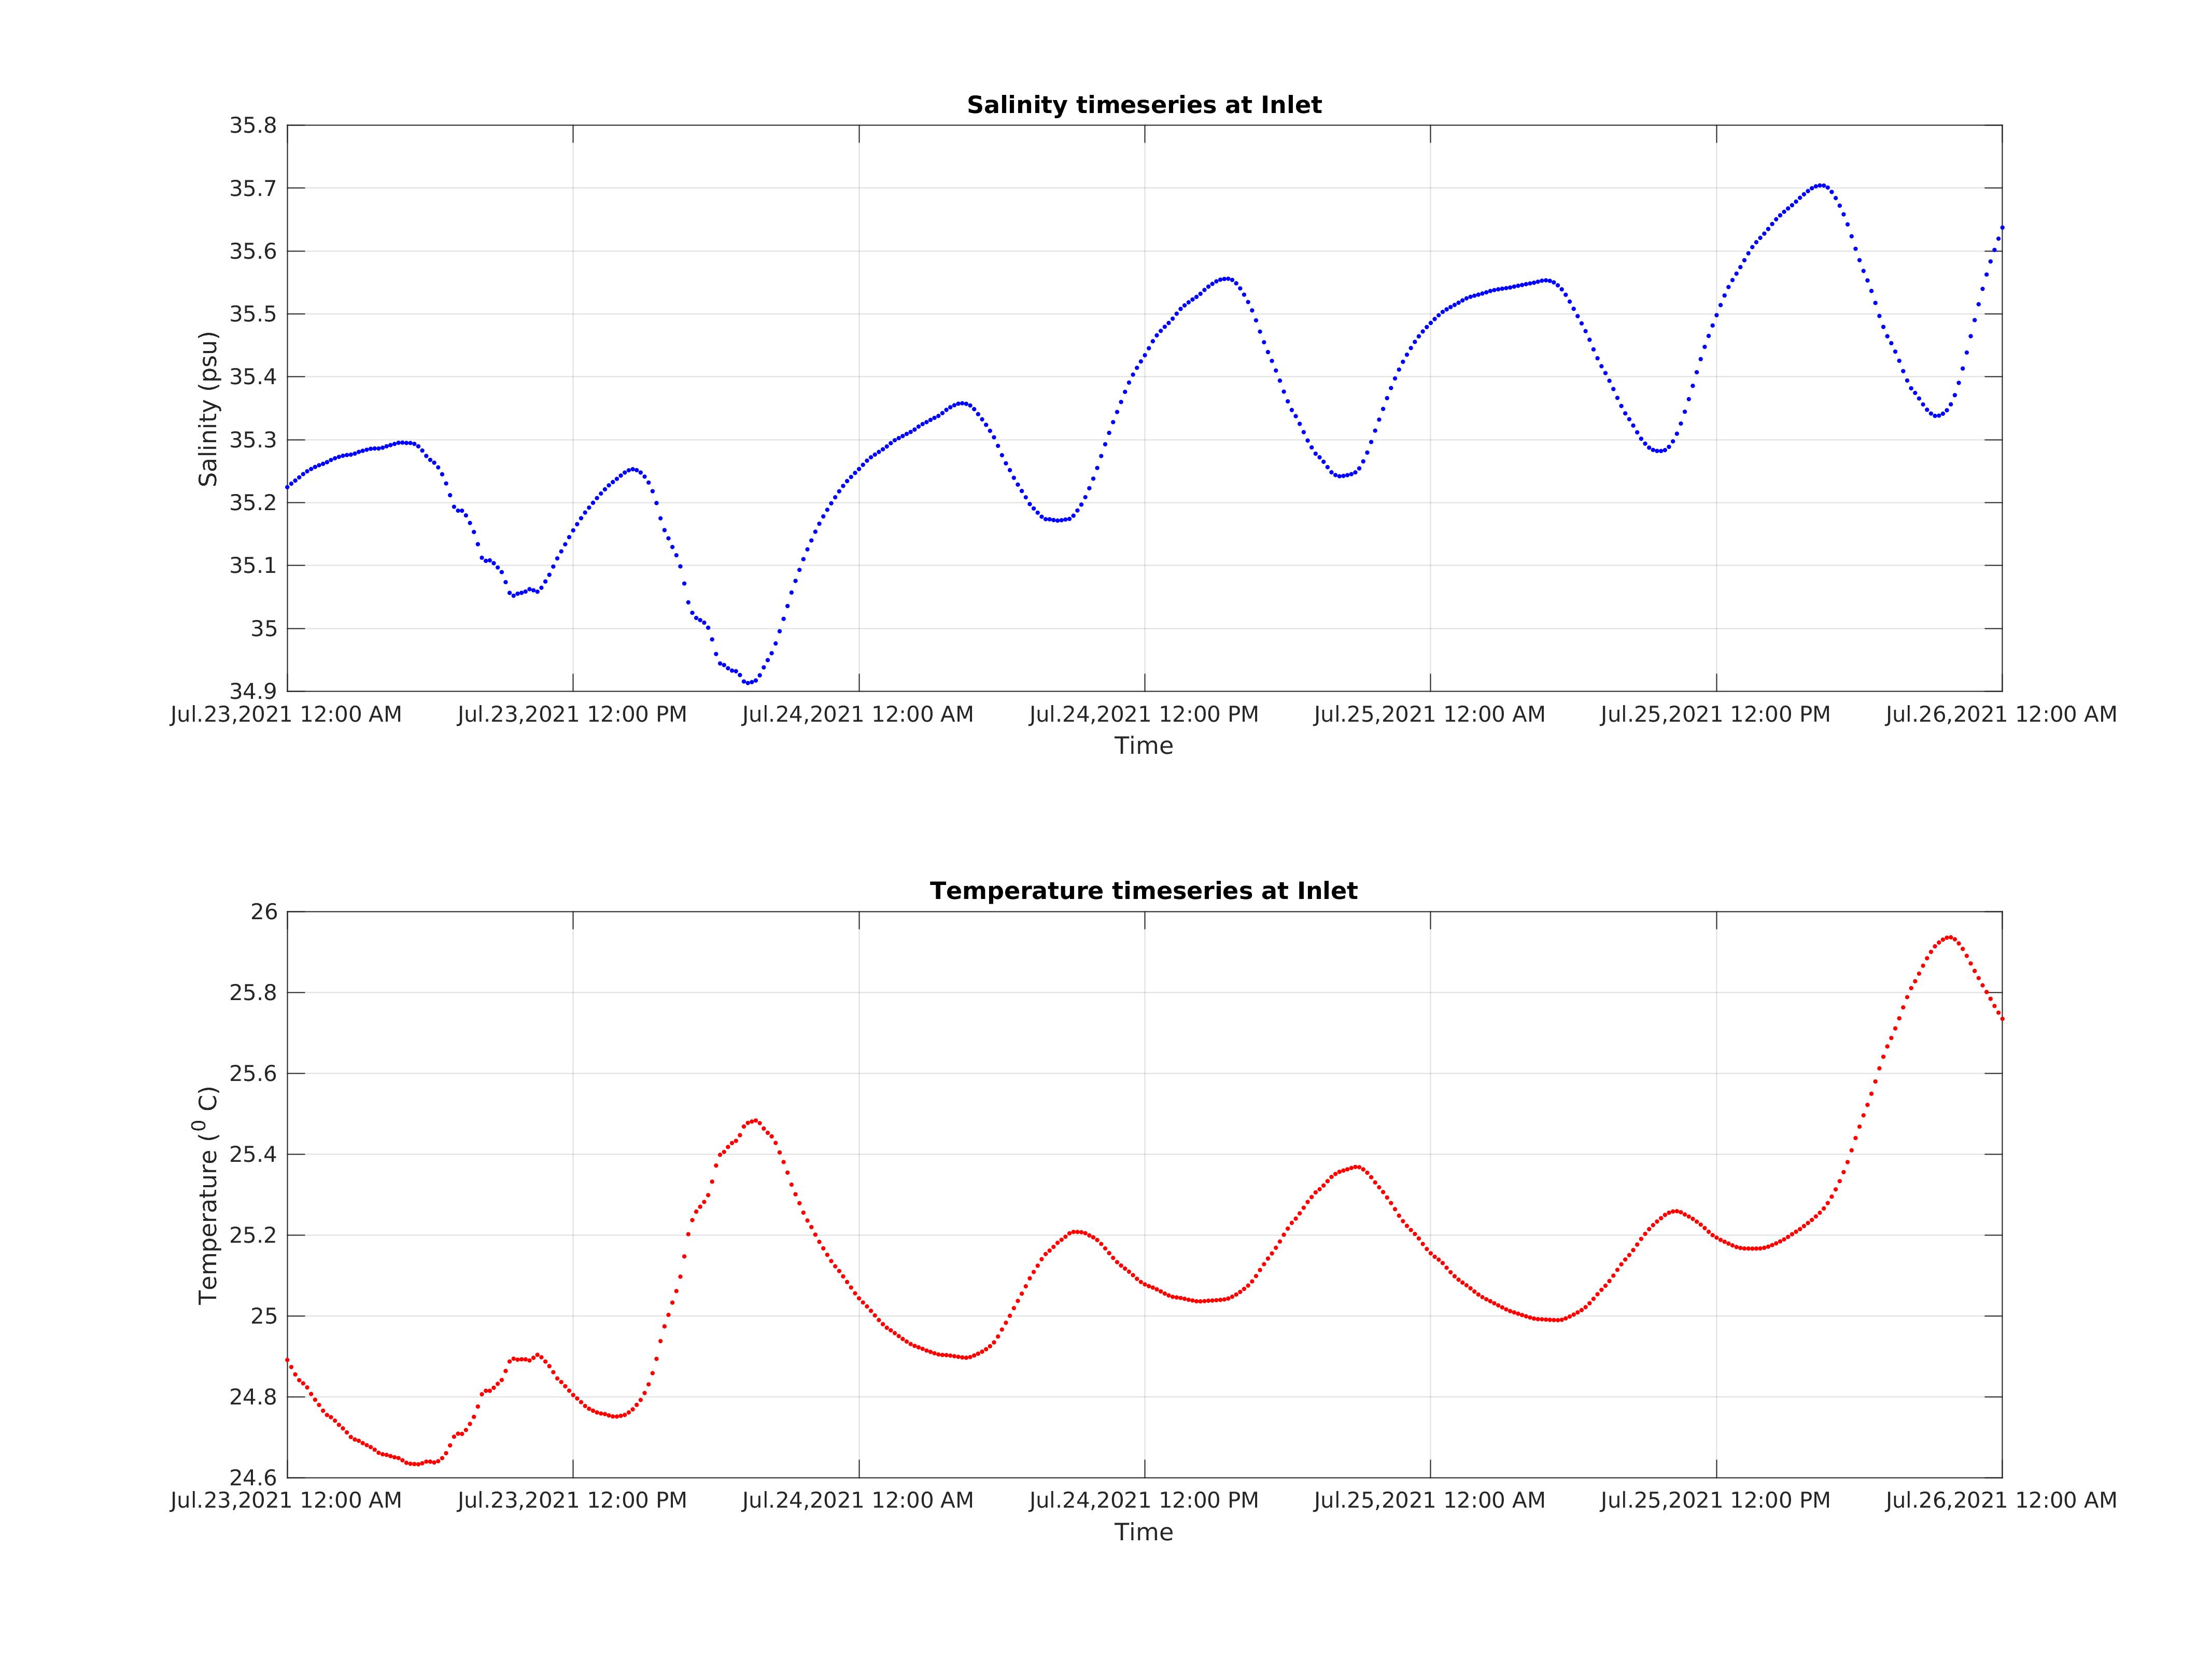 Salinity timeseries at Inlet
35.8
35.7
35.6
35.5
35.4
35.3
35.2
35.1
35
34.9
Salinity (psu)
Jul.23,2021 12:00 AM Jul.23,2021 12:00 PM Jul.24,2021 12:00 AM Jul.24,2021 12:00 PM Jul.25,2021 12:00 AM Jul.25,2021 12:00 PM Jul.26,2021 12:00 AM
Time
Temperature timeseries at Inlet
26
25.8
25.6
25.4
25.2
25
24.8
24.6
Temperature (⁰ C)
Jul.23,2021 12:00 AM Jul.23,2021 12:00 PM Jul.24,2021 12:00 AM Jul.24,2021 12:00 PM Jul.25,2021 12:00 AM Jul.25,2021 12:00 PM Jul.26,2021 12:00 AM
Time